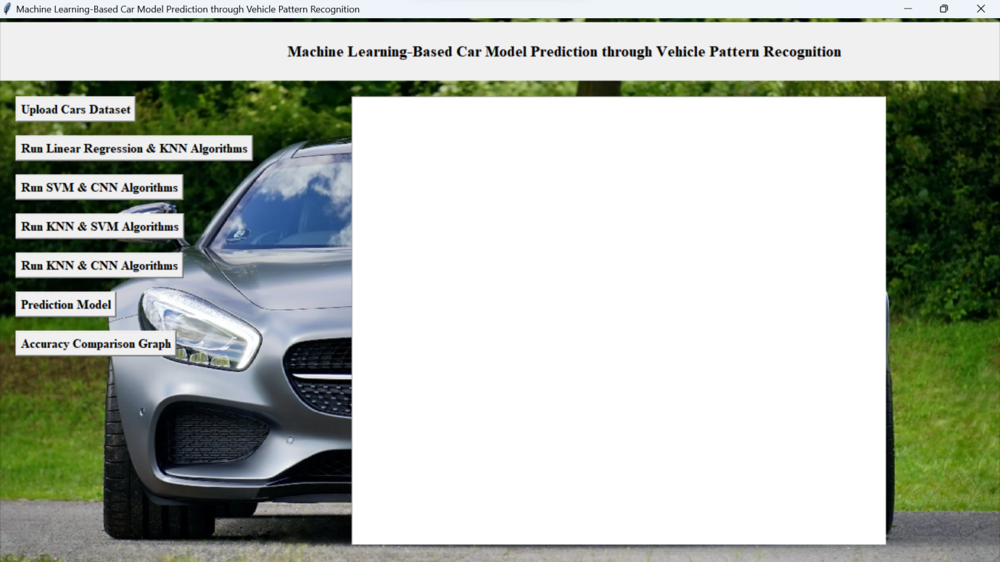 Machine Learning-Based Car Model Prediction through Vehicle Pattern Recognition
Machine Learning-Based Car Model Prediction through Vehicle Pattern Recognition
Upload Cars Dataset
Run Linear Regression & KNN Algorithms
Run SVM & CNN Algorithms
Run KNN & SVM Algorithms
Run KNN & CNN Algorithms
Prediction Model
Accuracy Comparison Graph